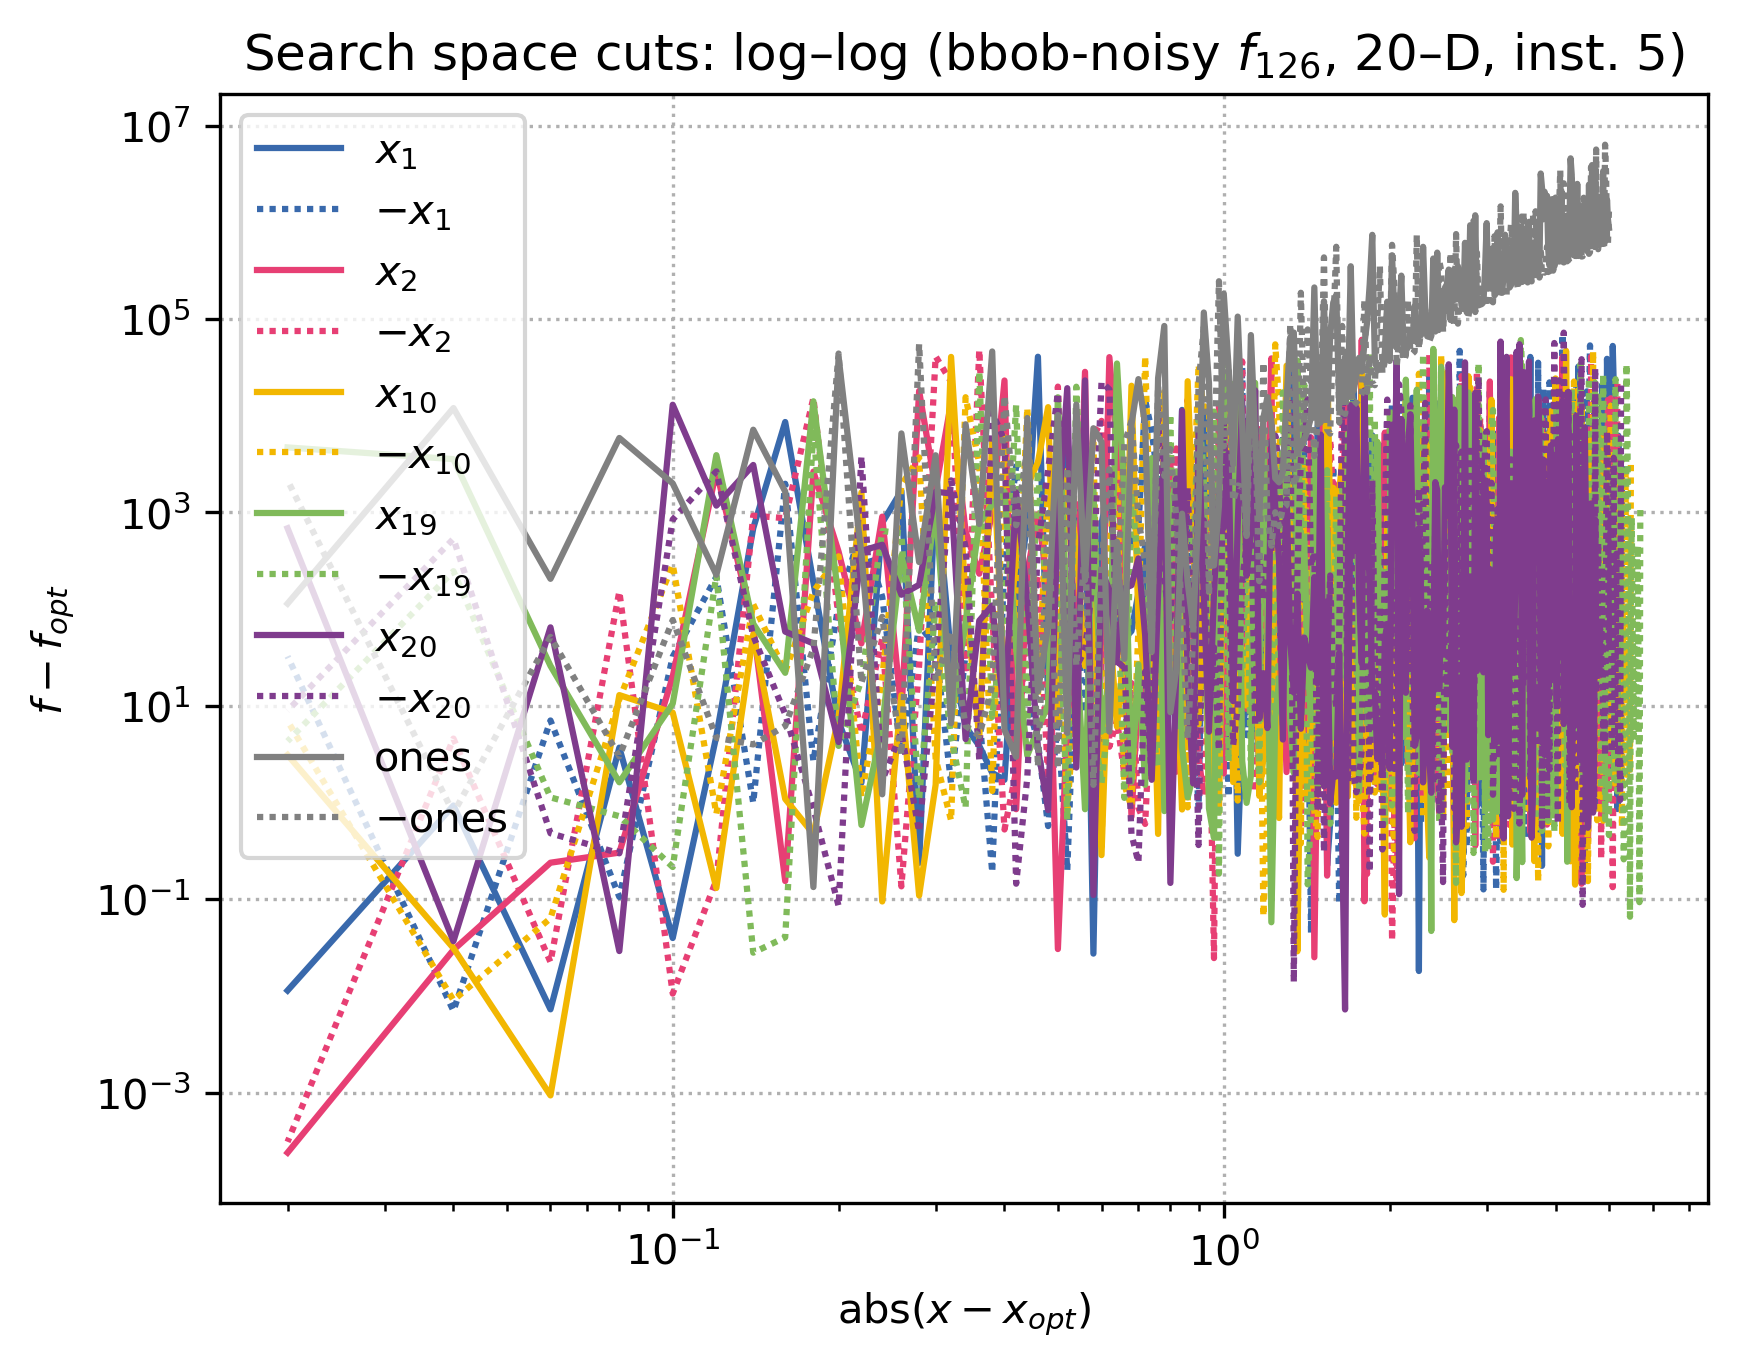 Search space cuts: log–log (bbob-noisy f126, 20–D, inst. 5)
10^7
10^5
10^3
10^1
10^−1
10^−3
f − fopt
x1
−x1
x2
−x2
x10
−x10
x19
−x19
x20
−x20
ones
−ones
10^−1
10^0
abs(x − xopt)